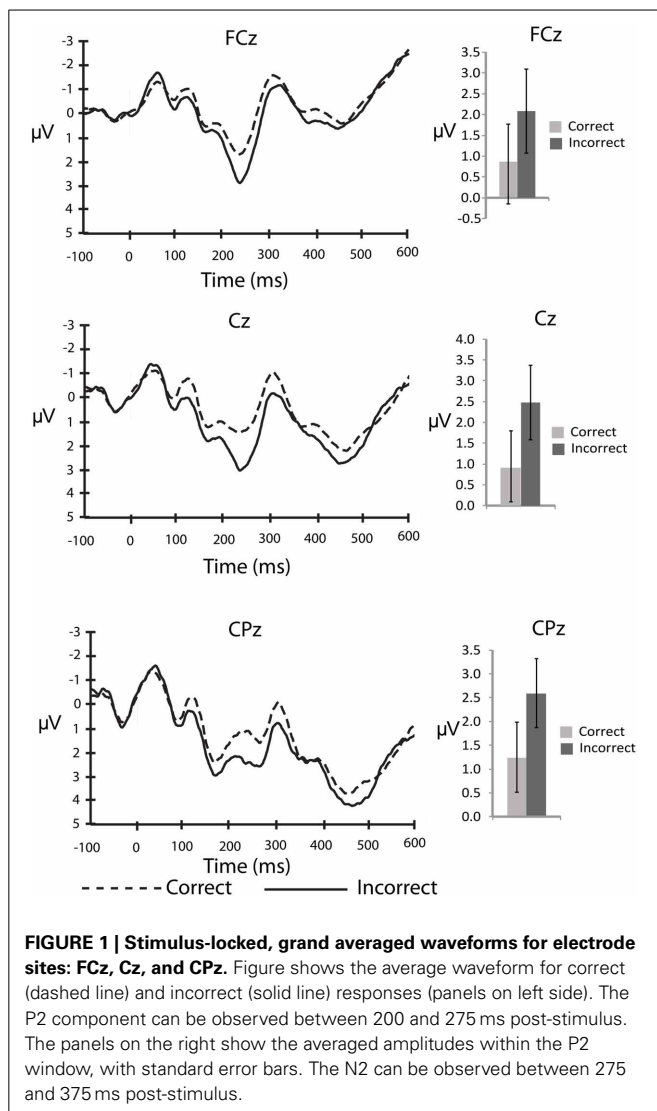 FCz
-3
-2
-1
0
1
2
3
4
5
µV
-100 0 100 200 300 400 500 600
Time (ms)
FCz
3.5
3.0
2.5
2.0
1.5
1.0
0.5
0.0
-0.5
µV
Correct
Incorrect
Cz
-3
-2
-1
0
1
2
3
4
5
µV
-100 0 100 200 300 400 500 600
Time (ms)
Cz
4.0
3.5
3.0
2.5
2.0
1.5
1.0
0.5
0.0
µV
Correct
Incorrect
CPz
-3
-2
-1
0
1
2
3
4
5
µV
-100 0 100 200 300 400 600
Time (ms)
CPz
3.5
3.0
2.5
2.0
1.5
1.0
0.5
0.0
µV
Correct
Incorrect
Correct Incorrect
FIGURE 1 | Stimulus-locked, grand averaged waveforms for electrode
sites: FCz, Cz, and CPz. Figure shows the average waveform for correct
(dashed line) and incorrect (solid line) responses (panels on left side). The
P2 component can be observed between 200 and 275 ms post-stimulus.
The panels on the right show the averaged amplitudes within the P2
window, with standard error bars. The N2 can be observed between 275
and 375 ms post-stimulus.